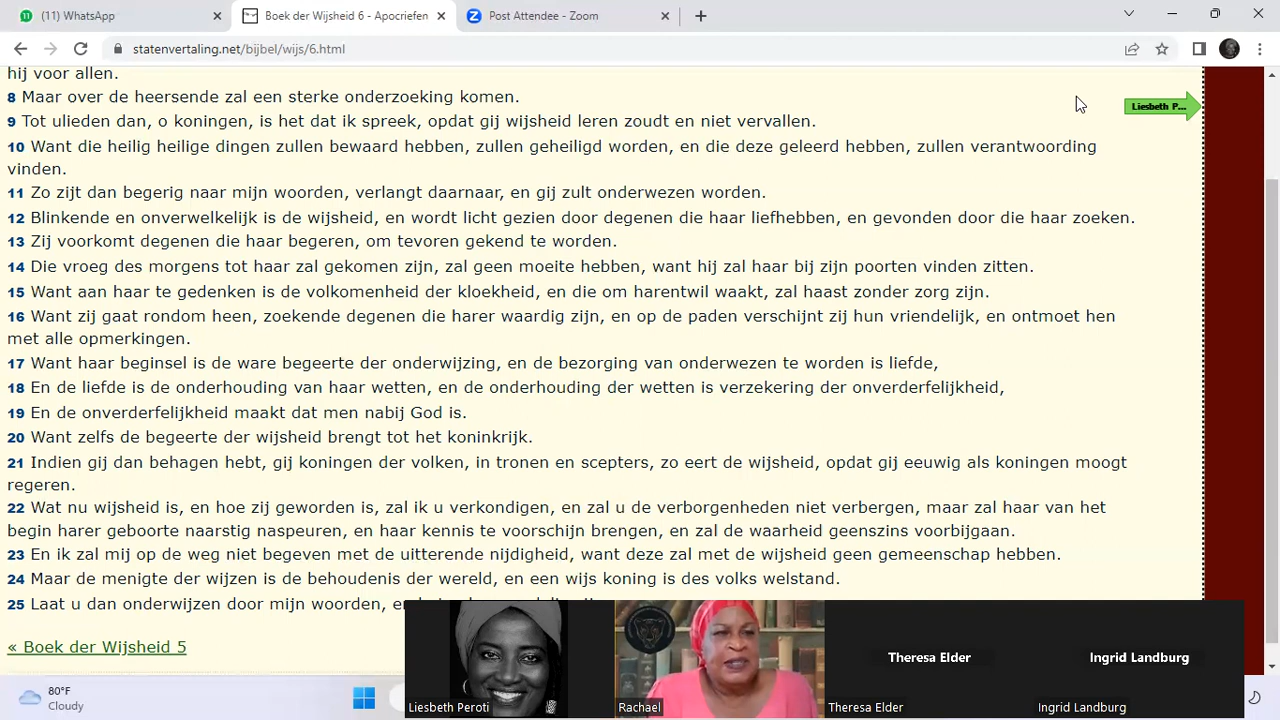 (11) WhatsApp
Boek der Wijsheid 6 - Apocriefen
Post Attendee - Zoom
statenvertaling.net/bijbel/wijs/6.html
hij voor allen.
8 Maar over de heersende zal een sterke onderzoeking komen.
Liesbeth P...
9 Tot ulieden dan, o koningen, is het dat ik spreek, opdat gij wijsheid leren zoudt en niet vervallen.
10 Want die heilig heilige dingen zullen bewaard hebben, zullen geheiligd worden, en die deze geleerd hebben, zullen verantwoording
vinden.
11 Zo zijt dan begerig naar mijn woorden, verlangt daarnaar, en gij zult onderwezen worden.
12 Blinkende en onverwelkelijk is de wijsheid, en wordt licht gezien door degenen die haar liefhebben, en gevonden door die haar zoeken.
13 Zij voorkomt degenen die haar begeren, om tevoren gekend te worden.
14 Die vroeg des morgens tot haar zal gekomen zijn, zal geen moeite hebben, want hij zal haar bij zijn poorten vinden zitten.
15 Want aan haar te gedenken is de volkomenheid der kloekheid, en die om harentwil waakt, zal haast zonder zorg zijn.
16 Want zij gaat rondom heen, zoekende degenen die harer waardig zijn, en op de paden verschijnt zij hun vriendelijk, en ontmoet hen
met alle opmerkingen.
17 Want haar beginsel is de ware begeerte der onderwijzing, en de bezorging van onderwezen te worden is liefde,
18 En de liefde is de onderhouding van haar wetten, en de onderhouding der wetten is verzekering der onverderfelijkheid,
19 En de onverderfelijkheid maakt dat men nabij God is.
20 Want zelfs de begeerte der wijsheid brengt tot het koninkrijk.
21 Indien gij dan behagen hebt, gij koningen der volken, in tronen en scepters, zo eert de wijsheid, opdat gij eeuwig als koningen moogt
regeren.
22 Wat nu wijsheid is, en hoe zij geworden is, zal ik u verkondigen, en zal u de verborgenheden niet verbergen, maar zal haar van het
begin harer geboorte naarstig naspeuren, en haar kennis te voorschijn brengen, en zal de waarheid geenszins voorbijgaan.
23 En ik zal mij op de weg niet begeven met de uitterende nijdigheid, want deze zal met de wijsheid geen gemeenschap hebben.
24 Maar de menigte der wijzen is de behoudenis der wereld, en een wijs koning is des volks welstand.
25 Laat u dan onderwijzen door mijn woorden,
« Boek der Wijsheid 5
Theresa Elder
Ingrid Landburg
80°F
Cloudy
Liesbeth Peroti
Rachael
Theresa Elder
Ingrid Landburg